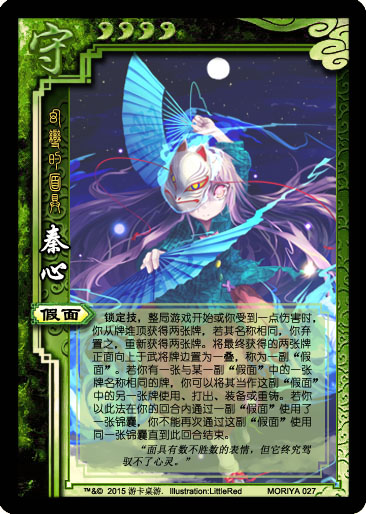 守
百變的面具
秦心
假面
锁定技，整局游戏开始或你受到一点伤害时，
你从牌堆顶获得两张牌，若其名称相同，你弃
置之，重新获得两张牌。将最终获得的两张牌
正面向上于武将牌边置为一叠，称为一副“假
面”。若你有一张与某一副“假面”中的一张
牌名称相同的牌，你可以将其当作这副“假面”
中的另一张牌使用、打出、装备或重铸。若你
以此法在你的回合内通过一副“假面”使用了
一张锦囊，你不能再次通过这副“假面”使用
同一张锦囊直到此回合结束。
“面具有数不胜数的表情，但它终究驾
驭不了心灵。”
™&© 2015 游卡桌游. Illustration:LittleRed
MORIYA 027